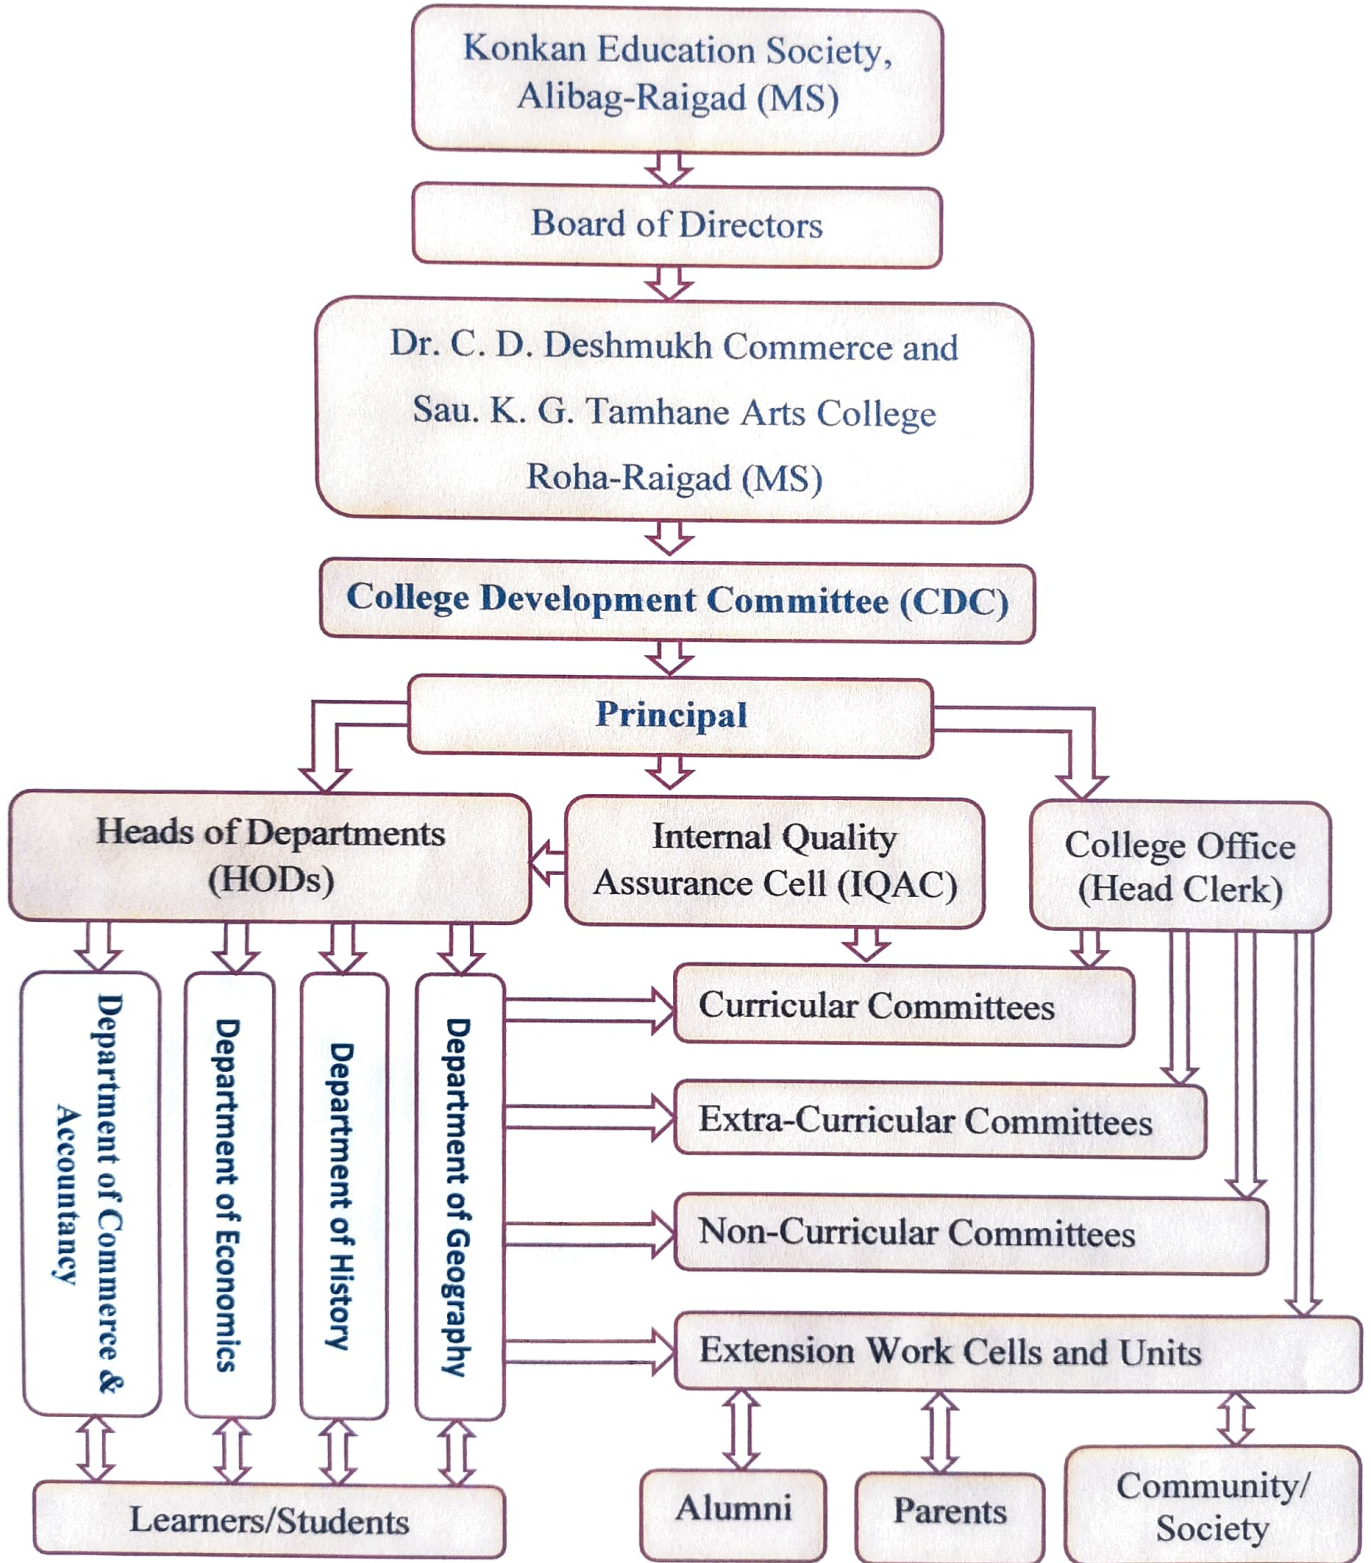 Konkan Education Society,
Alibag-Raigad (MS)
Board of Directors
Dr. C. D. Deshmukh Commerce and
Sau. K. G. Tamhane Arts College
Roha-Raigad (MS)
College Development Committee (CDC)
Principal
Heads of Departments
(HODs)
Internal Quality
Assurance Cell (IQAC)
College Office
(Head Clerk)
Department of Commerce &
Accountancy
Department of Economics
Department of History
Department of Geography
Curricular Committees
Extra-Curricular Committees
Non-Curricular Committees
Extension Work Cells and Units
Learners/Students
Alumni
Parents
Community/
Society